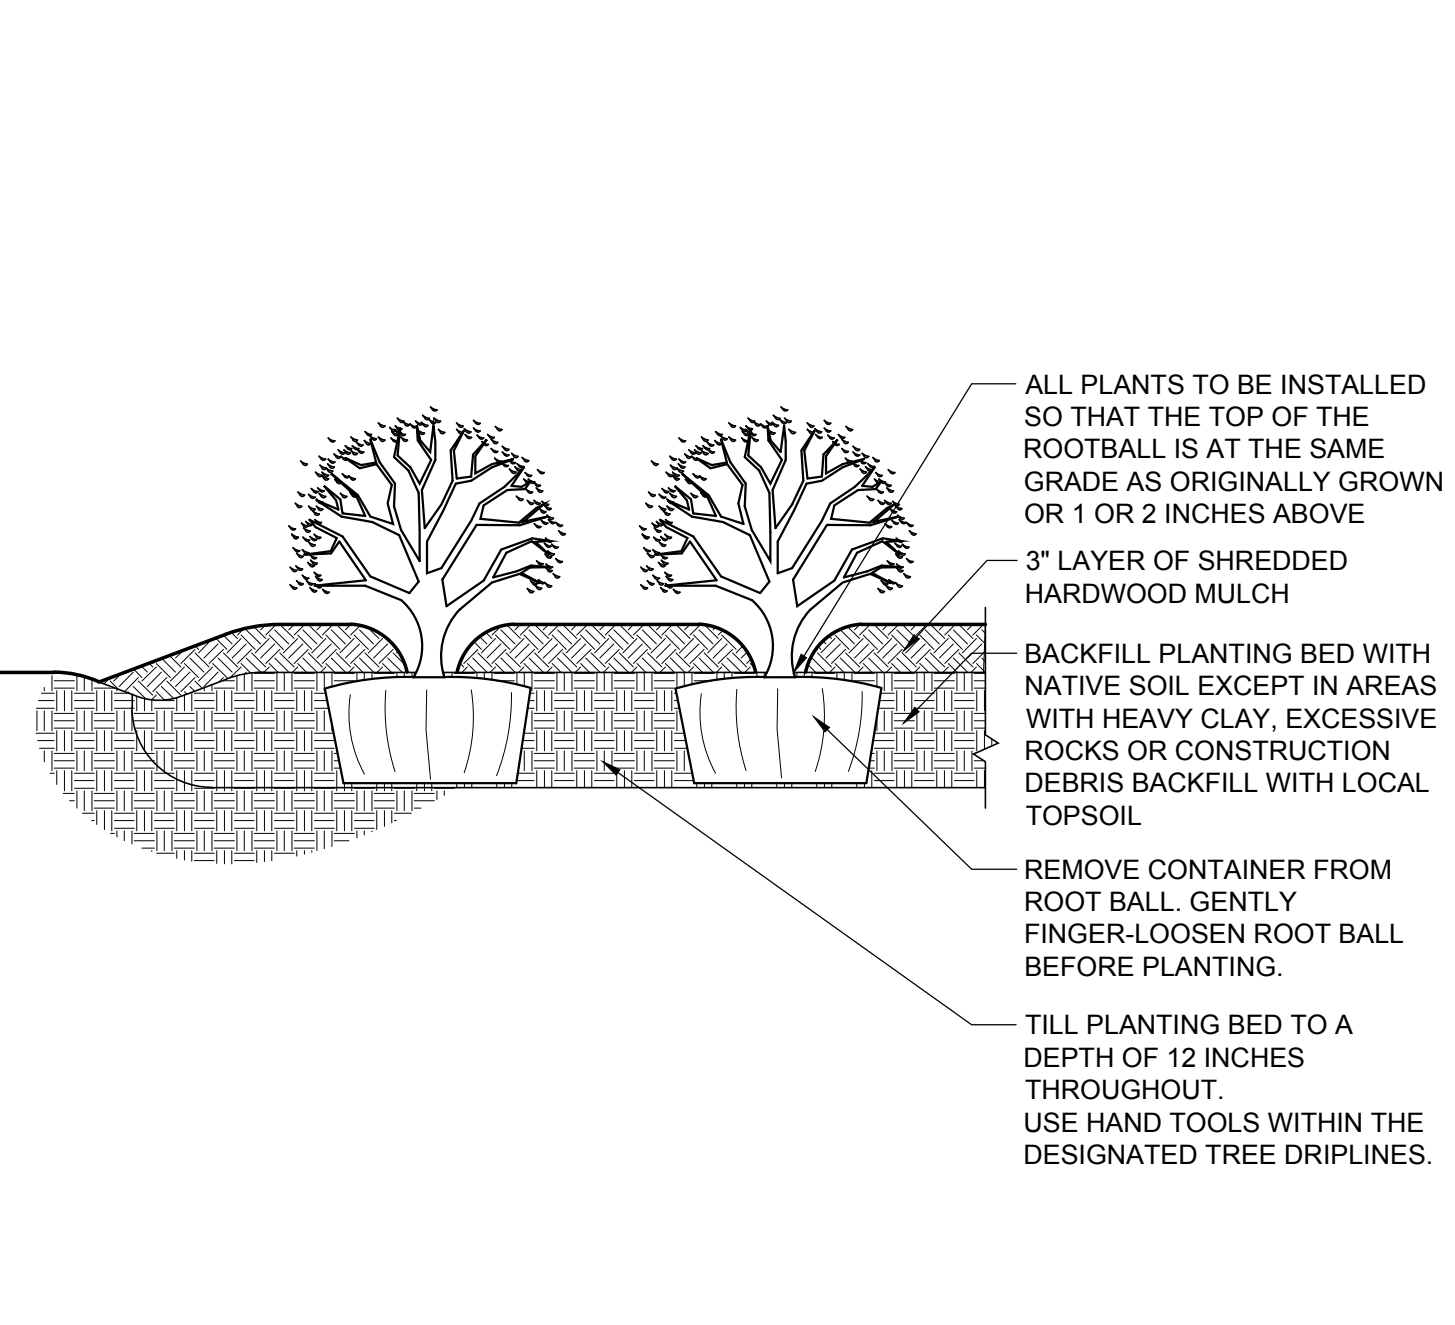 ALL PLANTS TO BE INSTALLED
SO THAT THE TOP OF THE
ROOTBALL IS AT THE SAME
GRADE AS ORIGINALLY GROWN
OR 1 OR 2 INCHES ABOVE
3" LAYER OF SHREDDED
HARDWOOD MULCH
BACKFILL PLANTING BED WITH
NATIVE SOIL EXCEPT IN AREAS
WITH HEAVY CLAY, EXCESSIVE
ROCKS OR CONSTRUCTION
DEBRIS BACKFILL WITH LOCAL
TOPSOIL
REMOVE CONTAINER FROM
ROOT BALL. GENTLY
FINGER-LOOSEN ROOT BALL
BEFORE PLANTING.
TILL PLANTING BED TO A
DEPTH OF 12 INCHES
THROUGHOUT.
USE HAND TOOLS WITHIN THE
DESIGNATED TREE DRIPLINES.